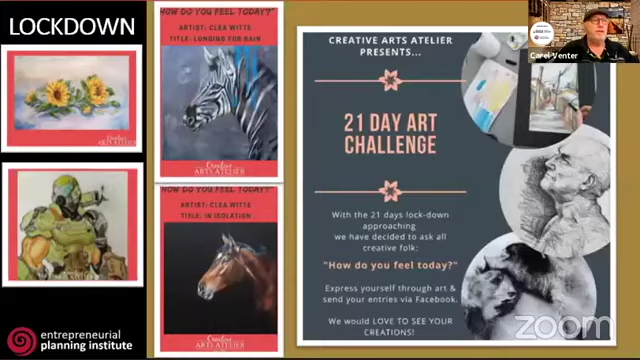 LOCKDOWN
Creative
ARTS ATELIER
entrepreneurial
planning institute
HOW DO YOU FEEL TODAY?"
ARTIST: CLEA WITTE
TITLE: LONGING FOR RAIN
Creative
ARTS ATELIER
HOW DO YOU FEEL TODAY?"
ARTIST: CLEA WITTE
TITLE: IN ISOLATION
Creative
ARTS ATELIER
CREATIVE ARTS ATELIER
PRESENTS...
21 DAY ART
CHALLENGE
With the 21 days lock-down
approaching
we have decided to ask all
creative folk:
"How do you feel today?"
Express yourself through art &
send your entries via Facebook.
We would LOVE TO SEE YOUR
CREATIONS!
Carel Venter
zoom